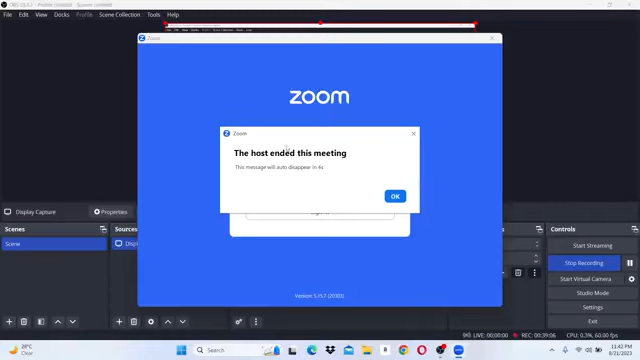 File Edit View Docks Profile Scene Collection Tools Help
Zoom
zoom
Zoom
The host ended this meeting
This message will auto disappear in 4s
OK
Version: 5.15.7 (20303)
Display Capture
Properties
Scenes
Scene
Sources
Displ
Controls
Start Streaming
Stop Recording
Start Virtual Camera
Studio Mode
Settings
Exit
LIVE: 00:00:00
REC: 00:39:06
CPU: 0.3%, 60.00 fps
28°C
Clear
Search
11:42 PM
8/21/2023